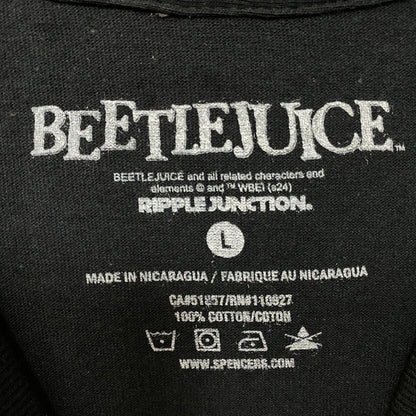 BEETLEJUICE™
BEETLEJUICE and all related characters and
elements © and ™ WBEI (s24)
RIPPLE JUNCTION®
L
MADE IN NICARAGUA / FABRIQUE AU NICARAGUA
CA#51857/RN#110927
100% COTTON/COTON
WWW.SPENCERS.COM